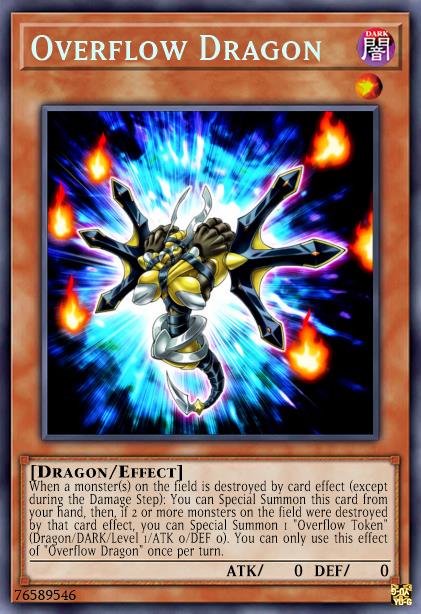 OVERFLOW DRAGON
DARK
闇
[DRAGON/EFFECT]
When a monster(s) on the field is destroyed by card effect (except
during the Damage Step): You can Special Summon this card from
your hand, then, if 2 or more monsters on the field were destroyed
by that card effect, you can Special Summon 1 "Overflow Token"
(Dragon/DARK/Level 1/ATK 0/DEF 0). You can only use this effect
of "Overflow Dragon" once per turn.
ATK/ 0 DEF/ 0
76589546